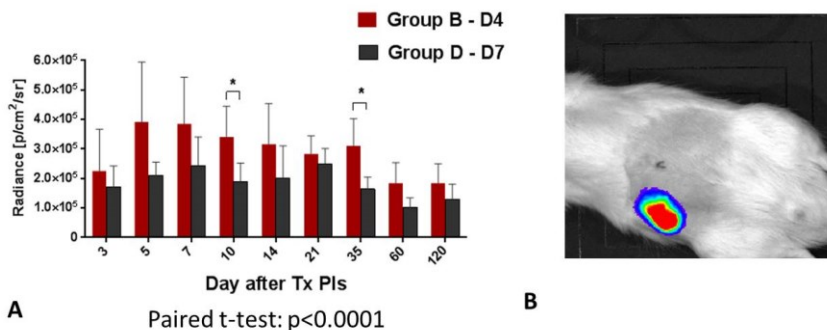 Group B - D4
Group D - D7
Radiance [p/cm²/sr]
6.0×10⁵
5.0×10⁵
4.0×10⁵
3.0×10⁵
2.0×10⁵
1.0×10⁵
0
* *
3 5 7 10 14 21 35 60 120
Day after Tx PIs
A
Paired t-test: p<0.0001
B